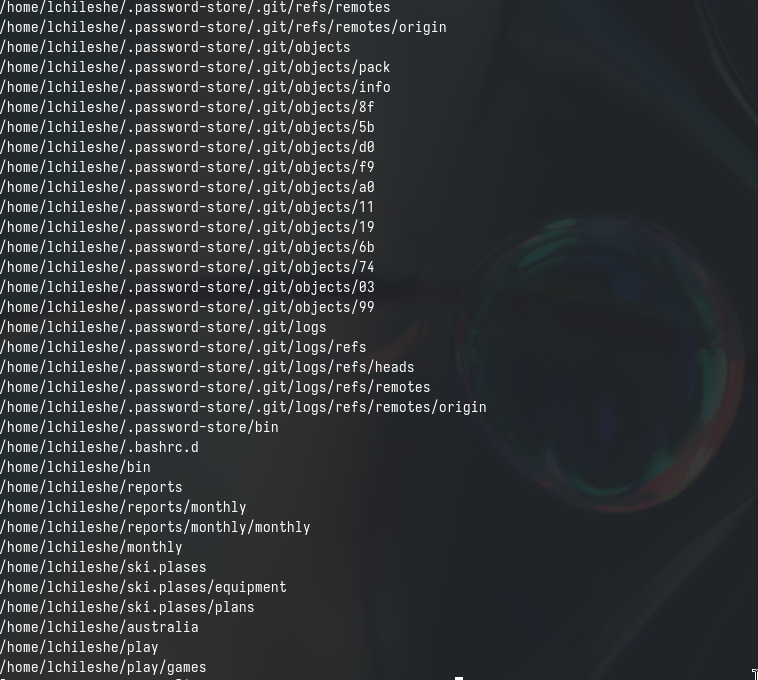 /home/lchileshe/.password-store/.git/refs/remotes
/home/lchileshe/.password-store/.git/refs/remotes/origin
/home/lchileshe/.password-store/.git/objects
/home/lchileshe/.password-store/.git/objects/pack
/home/lchileshe/.password-store/.git/objects/info
/home/lchileshe/.password-store/.git/objects/8f
/home/lchileshe/.password-store/.git/objects/5b
/home/lchileshe/.password-store/.git/objects/d0
/home/lchileshe/.password-store/.git/objects/f9
/home/lchileshe/.password-store/.git/objects/a0
/home/lchileshe/.password-store/.git/objects/11
/home/lchileshe/.password-store/.git/objects/19
/home/lchileshe/.password-store/.git/objects/6b
/home/lchileshe/.password-store/.git/objects/74
/home/lchileshe/.password-store/.git/objects/03
/home/lchileshe/.password-store/.git/objects/99
/home/lchileshe/.password-store/.git/logs
/home/lchileshe/.password-store/.git/logs/refs
/home/lchileshe/.password-store/.git/logs/refs/heads
/home/lchileshe/.password-store/.git/logs/refs/remotes
/home/lchileshe/.password-store/.git/logs/refs/remotes/origin
/home/lchileshe/.password-store/bin
/home/lchileshe/.bashrc.d
/home/lchileshe/bin
/home/lchileshe/reports
/home/lchileshe/reports/monthly
/home/lchileshe/reports/monthly/monthly
/home/lchileshe/monthly
/home/lchileshe/ski.plases
/home/lchileshe/ski.plases/equipment
/home/lchileshe/ski.plases/plans
/home/lchileshe/australia
/home/lchileshe/play
/home/lchileshe/play/games